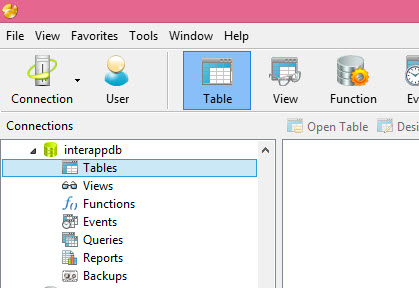 File View Favorites Tools Window Help
Connection User Table View Function
Connections Open Table
interappdb
Tables
Views
Functions
Events
Queries
Reports
Backups